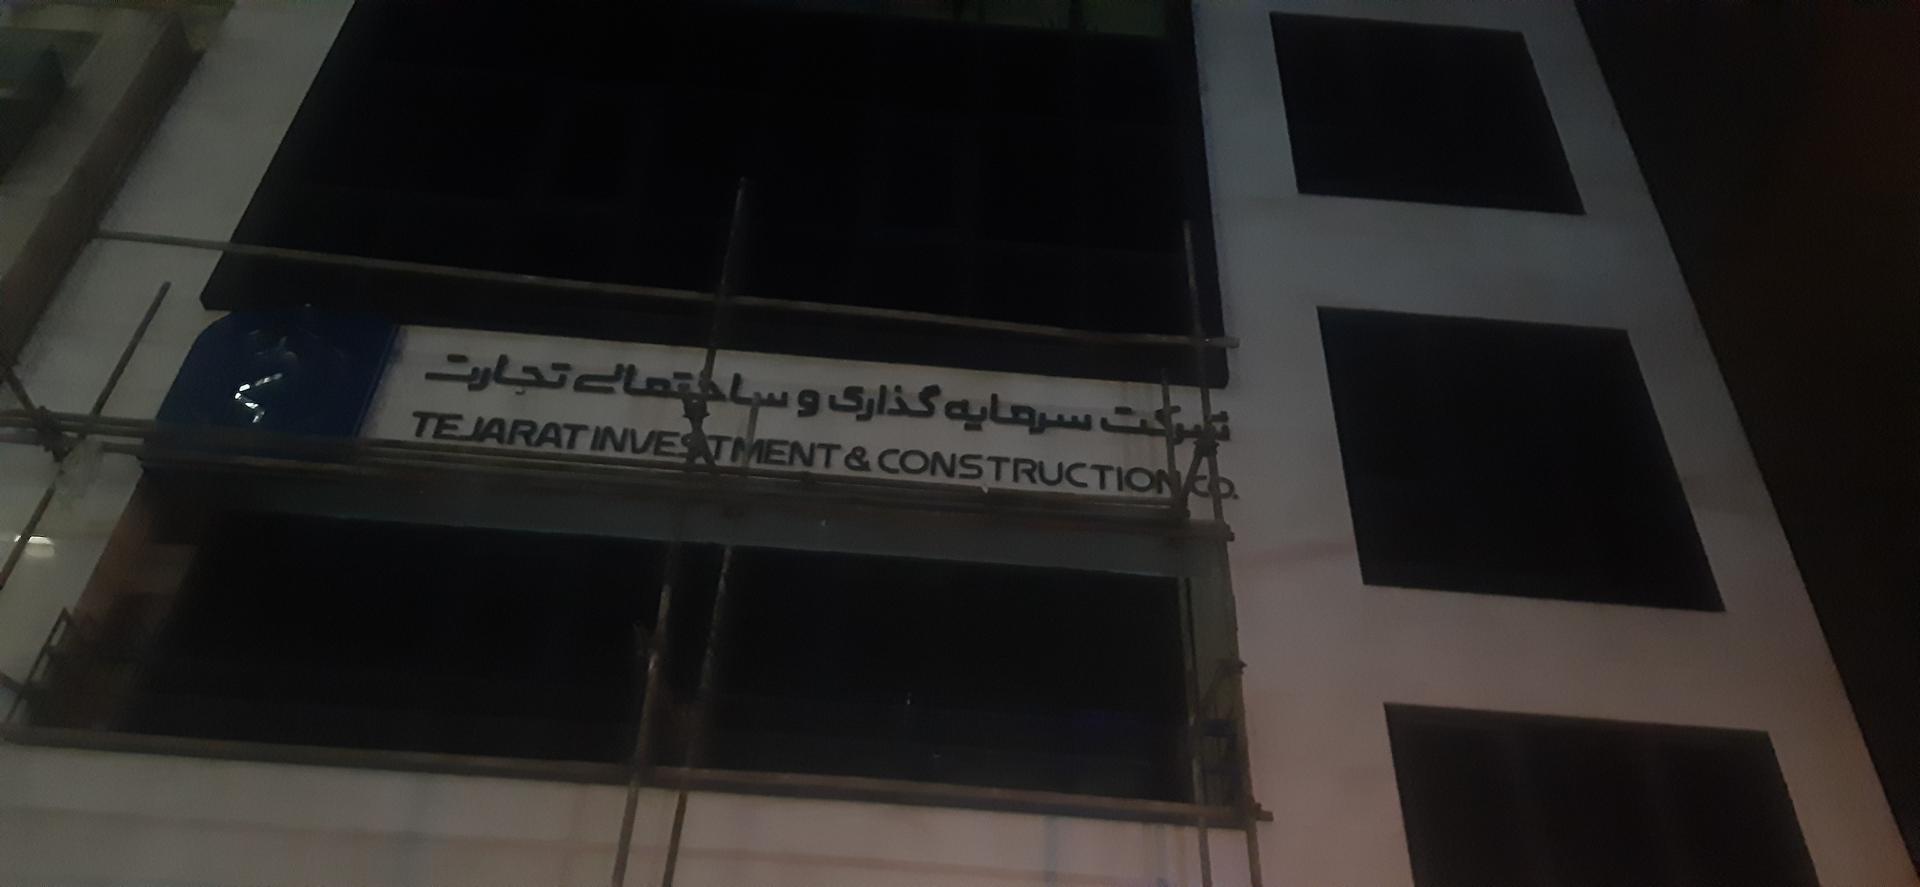 شرکت سرمایه گذاری و ساختمانی تجارت
TEJARAT INVESTMENT & CONSTRUCTION CO.